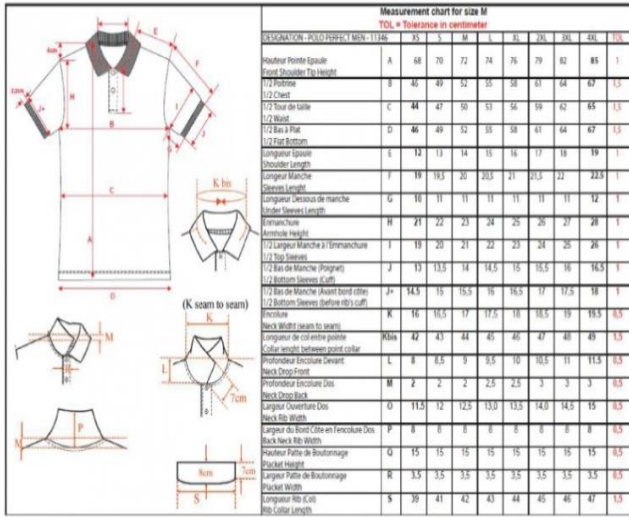 Measurement chart for size M
TOL = Tolerance in centimeter
DESIGNATION - POLO PERFECT MEN - 11346 XS S M L XL 2XL 3XL 4XL TOL
Hauteur Pointe Epaule
Front Shoulder Tip Height
A 68 70 72 74 76 79 82 85 1
1/2 Poitrine
1/2 Chest
B 46 49 52 55 58 61 64 67 1,5
1/2 Tour de taille
1/2 Waist
C 44 47 50 53 56 59 62 65 1,5
1/2 Bas à Plat
1/2 Flat Bottom
D 46 49 52 55 58 61 64 67 1,5
Longueur Epaule
Shoulder Length
E 12 13 14 15 16 17 18 19 1
Longeur Manche
Sleeves Lenght
F 19 19,5 20 20,5 21 21,5 22 22.5 1
Longueur Dessous de manche
Under Sleeves Length
G 10 11 11 11 11 11 11 12 1
Enmanchure
Armhole Height
H 21 22 23 24 25 26 27 28 1
1/2 Largeur Manche à l'Emmanchure
1/2 Top Sleeves
I 19 20 21 22 23 24 25 26 1
1/2 Bas de Manche (Poignet)
1/2 Bottom Sleeves (Cuff)
J 13 13,5 14 14,5 15 15,5 16 16.5 1
1/2 Bas de Manche (Avant bord côte)
1/2 Bottom Sleeves (before rib's cuff)
J+ 14.5 15 15,5 16 16,5 17 17,5 18 1
Encolure
Neck Widht (seam to seam)
K 16 16,5 17 17,5 18 18,5 19 19.5 0,5
Longueur de col entre pointe
Collar lenght between point collar
Kbis 42 43 44 45 46 47 48 49 1,5
Profondeur Encolure Devant
Neck Drop Front
L 8 8,5 9 9,5 10 10,5 11 11.5 0,5
Profondeur Encolure Dos
Neck Drop Back
M 2 2 2 2,5 2,5 3 3 3 0,5
Largeur Ouverture Dos
Neck Rib Width
O 11.5 12 12,5 13,0 13,5 14,0 14,5 15 0,5
Largeur du Bord Côte en l'encolure Dos
Back Neck Rib Width
P 8 8 8 8 8 8 8 8 0,5
Hauteur Patte de Boutonnage
Placket Height
Q 15 15 15 15 15 15 15 15 0,5
Largeur Patte de Boutonnage
Placket Width
R 3.5 3,5 3,5 3,5 3,5 3,5 3,5 3.5 0,5
Longueur Rib (Col)
Rib Collar Length
S 39 41 42 43 44 45 46 47 1,5
E
F
H
J+
I
J
G
B
C
A
D
K bis
(K seam to seam)
K
L
7cm
M
M
P
8cm
7cm
S